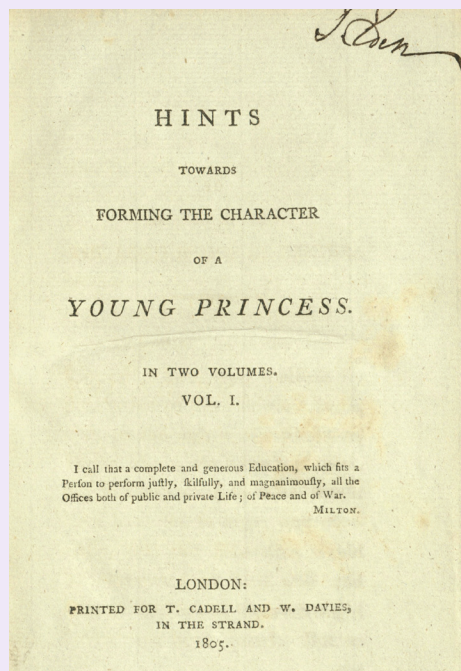 HINTS
TOWARDS
FORMING THE CHARACTER
OF A
YOUNG PRINCESS.
IN TWO VOLUMES.
VOL. I.
I call that a complete and generous Education, which fits a
Perſon to perform juſtly, ſkilfully, and magnanimouſly, all the
Offices both of public and private Life; of Peace and of War.
MILTON.
LONDON:
PRINTED FOR T. CADELL AND W. DAVIES,
IN THE STRAND.
1805.